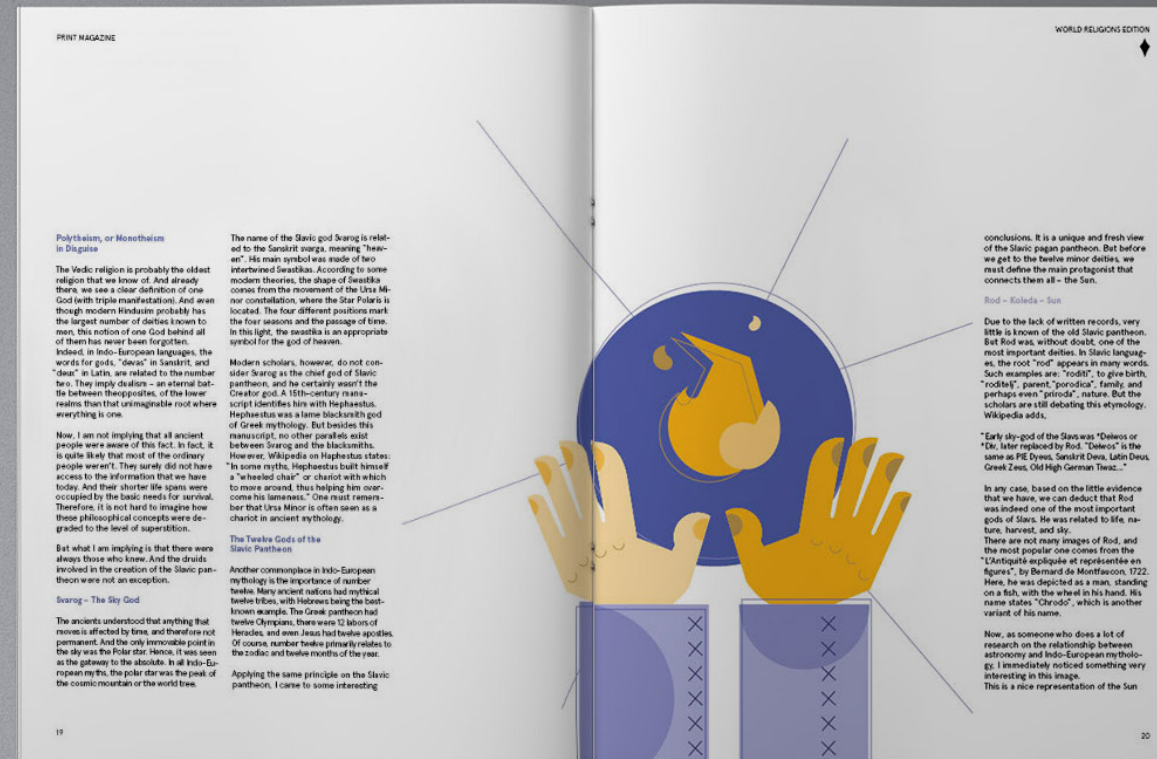 PRINT MAGAZINE
Polytheism, or Monotheism
in Disguise
The Vedic religion is probably the oldest
religion that we know of. And already
there, we see a clear definition of one
God (with triple manifestation). And even
though modern Hindusim probably has
the largest number of deities known to
men, this notion of one God behind all
of them has never been forgotten.
Indeed, in Indo-European languages, the
words for gods, "devas" in Sanskrit, and
"deux" in Latin, are related to the number
two. They imply dualism – an eternal bat-
tle between theopposites, of the lower
realms than that unimaginable root where
everything is one.
Now, I am not implying that all ancient
people were aware of this fact. In fact, it
is quite likely that most of the ordinary
people weren't. They surely did not have
access to the information that we have
today. And their shorter life spans were
occupied by the basic needs for survival.
Therefore, it is not hard to imagine how
these philosophical concepts were de-
graded to the level of superstition.
But what I am implying is that there were
always those who knew. And the druids
involved in the creation of the Slavic pan-
theon were not an exception.
Svarog – The Sky God
The ancients understood that anything that
moves is affected by time, and therefore not
permanent. And the only immovable point in
the sky was the Polar star. Hence, it was seen
as the gateway to the absolute. In all Indo-Eu-
ropean myths, the polar star was the peak of
the cosmic mountain or the world tree.
The name of the Slavic god Svarog is relat-
ed to the Sanskrit svarga, meaning "heav-
en". His main symbol was made of two
intertwined Swastikas. According to some
modern theories, the shape of Swastika
comes from the movement of the Ursa Mi-
nor constellation, where the Star Polaris is
located. The four different positions mark
the four seasons and the passage of time.
In this light, the swastika is an appropriate
symbol for the god of heaven.
Modern scholars, however, do not con-
sider Svarog as the chief god of Slavic
pantheon, and he certainly wasn't the
Creator god. A 15th-century manu-
script identifies him with Hephaestus.
Hephaestus was a lame blacksmith god
of Greek mythology. But besides this
manuscript, no other parallels exist
between Svarog and the blacksmiths.
However, Wikipedia on Haphestus states:
"In some myths, Hephaestus built himself
a "wheeled chair" or chariot with which
to move around, thus helping him over-
come his lameness." One must remem-
ber that Ursa Minor is often seen as a
chariot in ancient mythology.
The Twelve Gods of the
Slavic Pantheon
Another commonplace in Indo-European
mythology is the importance of number
twelve. Many ancient nations had mythical
twelve tribes, with Hebrews being the best-
known example. The Greek pantheon had
twelve Olympians, there were 12 labors of
Heracles, and even Jesus had twelve apostles.
Of course, number twelve primarily relates to
the zodiac and twelve months of the year.
Applying the same principle on the Slavic
pantheon, I came to some interesting
19
WORLD RELIGIONS EDITION
conclusions. It is a unique and fresh view
of the Slavic pagan pantheon. But before
we get to the twelve minor deities, we
must define the main protagonist that
connects them all – the Sun.
Rod – Koleda – Sun
Due to the lack of written records, very
little is known of the old Slavic pantheon.
But Rod was, without doubt, one of the
most important deities. In Slavic languag-
es, the root "rod" appears in many words.
Such examples are: "roditi", to give birth,
"roditelj", parent, "porodica", family, and
perhaps even "priroda", nature. But the
scholars are still debating this etymology.
Wikipedia adds,
"Early sky-god of the Slavs was *Deiwos or
*Div, later replaced by Rod. "Deiwos" is the
same as PIE Dyeus, Sanskrit Deva, Latin Deus,
Greek Zeus, Old High German Tiwaz..."
In any case, based on the little evidence
that we have, we can deduct that Rod
was indeed one of the most important
gods of Slavs. He was related to life, na-
ture, harvest, and sky.
There are not many images of Rod, and
the most popular one comes from the
"L'Antiquité expliquée et représentée en
figures", by Bernard de Montfaucon, 1722.
Here, he was depicted as a man, standing
on a fish, with the wheel in his hand. His
name states "Chrodo", which is another
variant of his name.
Now, as someone who does a lot of
research on the relationship between
astronomy and Indo-European mytholo-
gy, I immediately noticed something very
interesting in this image.
This is a nice representation of the Sun
20